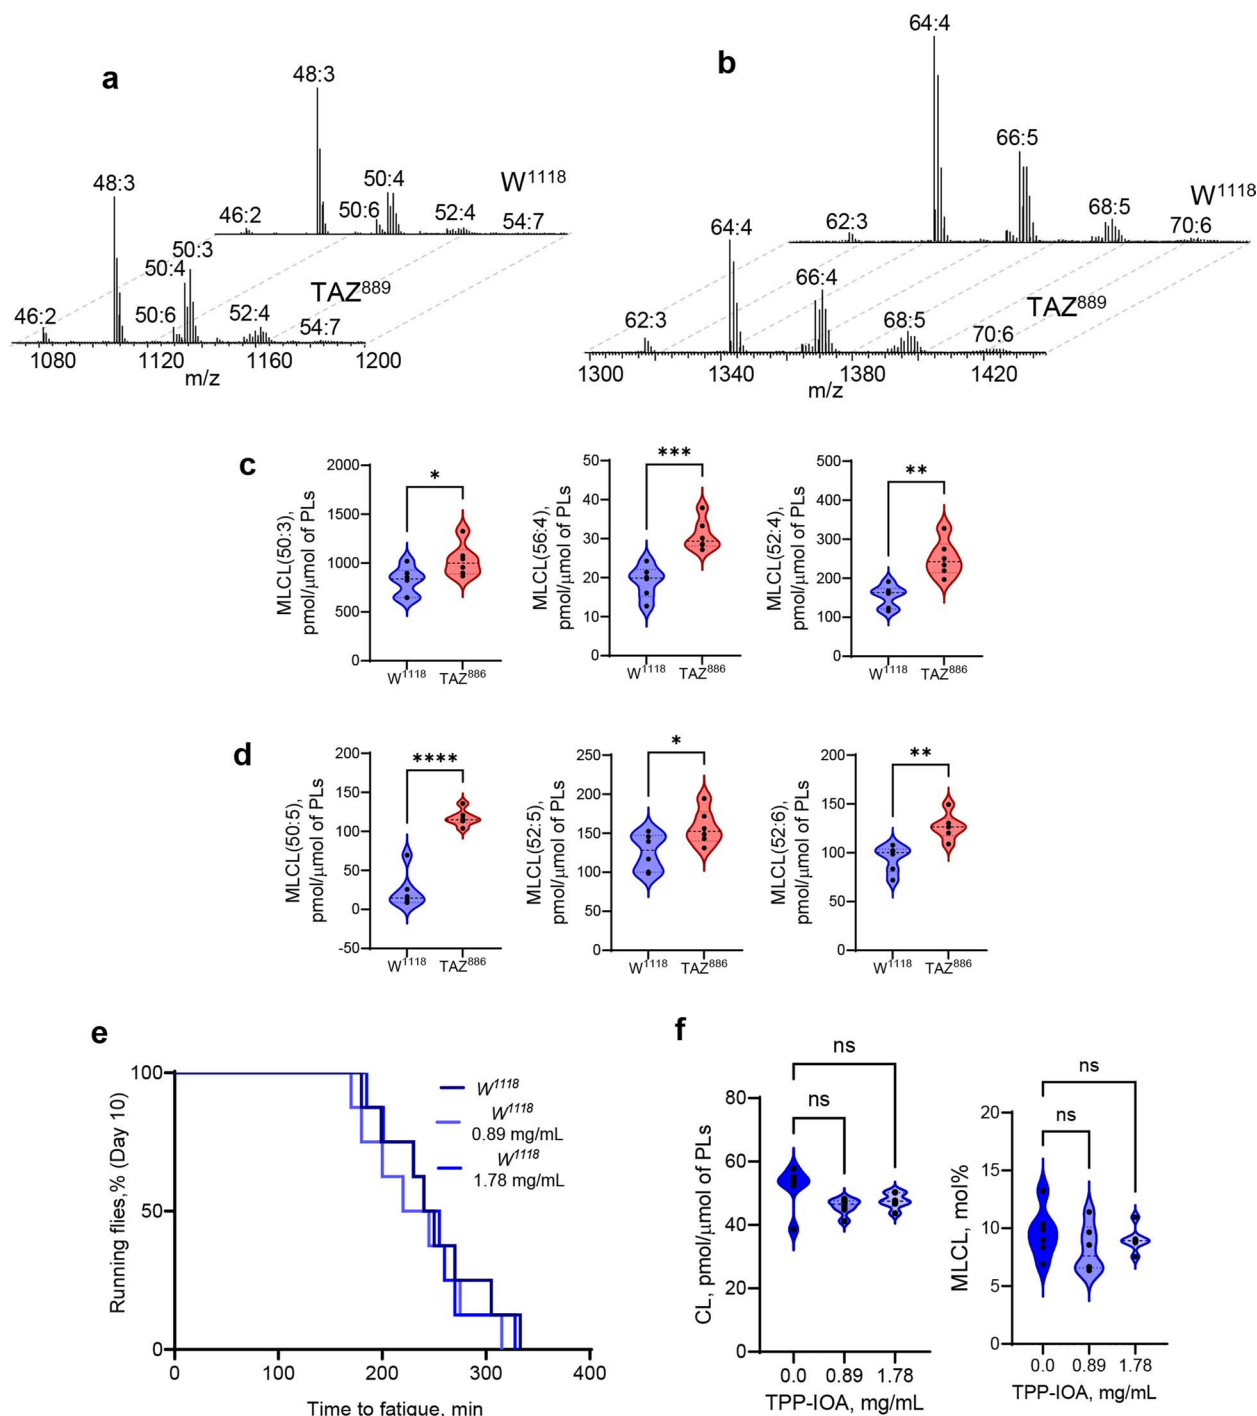 a
48:3
46:2
50:6
50:4
52:4
54:7
W1118
48:3
46:2
50:6
50:4
50:3
52:4
54:7
TAZ889
1080
1120
1160
1200
m/z
b
64:4
62:3
66:5
68:5
70:6
W1118
64:4
62:3
66:4
68:5
70:6
TAZ889
1300
1340
1380
1420
m/z
c
MLCL(50:3),
pmol/μmol of PLs
2000
1500
1000
500
0
*
W1118
TAZ886
MLCL(56:4),
pmol/μmol of PLs
50
40
30
20
10
0
***
W1118
TAZ886
MLCL(52:4),
pmol/μmol of PLs
500
400
300
200
100
0
**
W1118
TAZ886
d
MLCL(50:5),
pmol/μmol of PLs
200
150
100
50
0
-50
****
W1118
TAZ886
MLCL(52:5),
pmol/μmol of PLs
250
200
150
100
50
0
*
W1118
TAZ886
MLCL(52:6),
pmol/μmol of PLs
200
150
100
50
0
**
W1118
TAZ886
e
Running flies,% (Day 10)
100
50
0
W1118
W1118
0.89 mg/mL
W1118
1.78 mg/mL
0
100
200
300
400
Time to fatigue, min
f
CL, pmol/μmol of PLs
80
60
40
20
0
ns
ns
0.0
0.89
1.78
TPP-IOA, mg/mL
MLCL, mol%
20
15
10
5
0
ns
ns
0.0
0.89
1.78
TPP-IOA, mg/mL